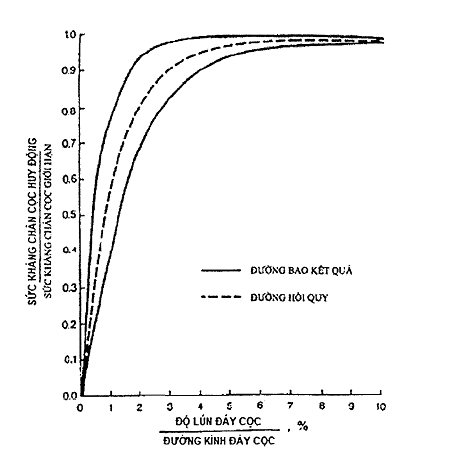 1.0
0.9
0.8
0.7
0.6
0.5
0.4
0.3
0.2
0.1
0.0
SỨC KHÁNG CHÂN CỌC HUY ĐỘNG
SỨC KHÁNG CHÂN CỌC GIỚI HẠN
ĐƯỜNG BAO KẾT QUẢ
ĐƯỜNG HỒI QUY
0 1 2 3 4 5 6 7 8 9 10
ĐỘ LÚN ĐÁY CỌC
ĐƯỜNG KÍNH ĐÁY CỌC , %